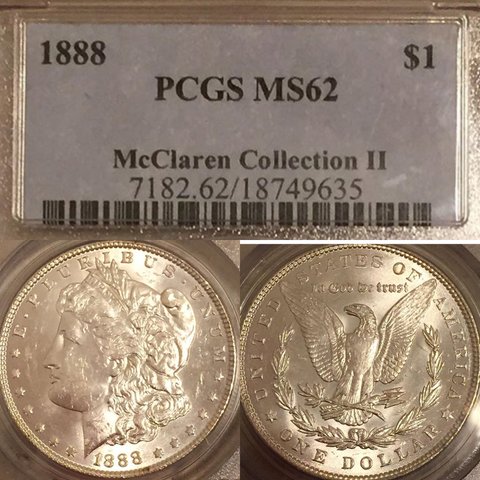 1888 $1
PCGS MS62
McClaren Collection II
7182.62/18749635
E·PLURIBUS·UNUM
1888
UNITED STATES OF AMERICA
In God we trust
ONE DOLLAR